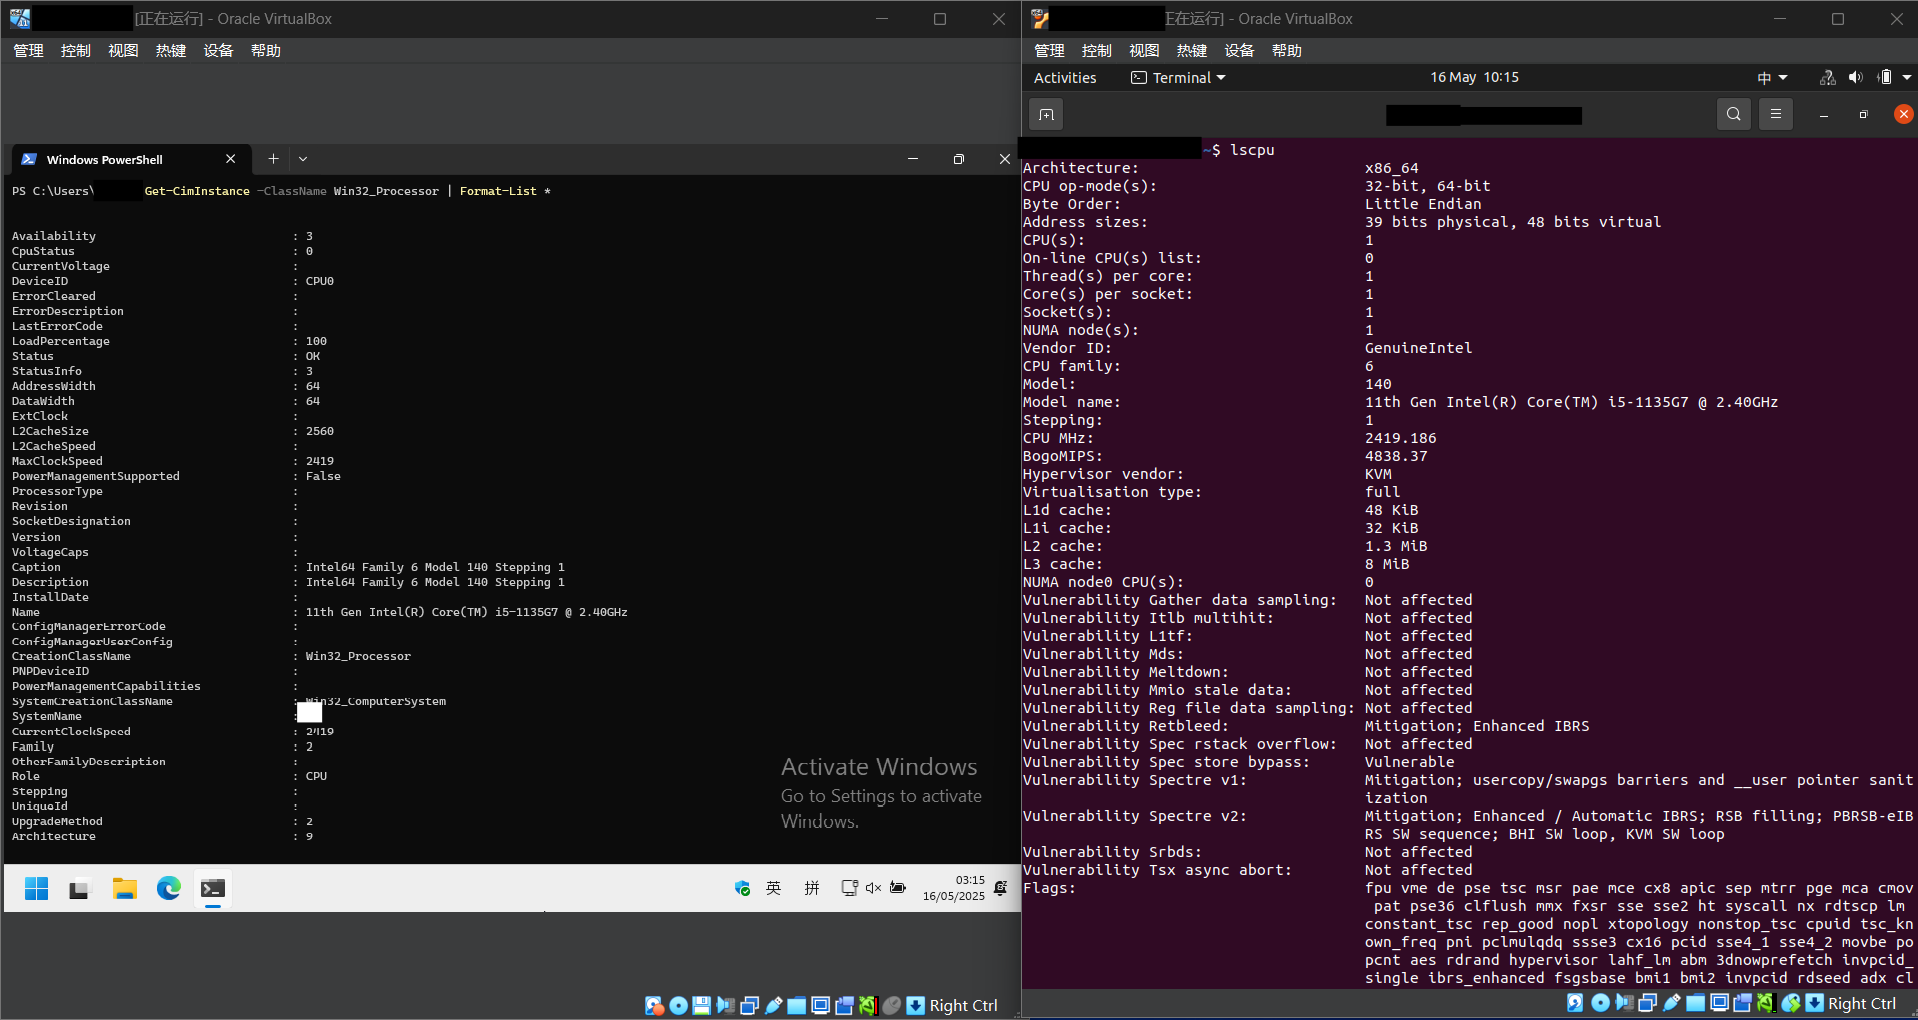 [正在运行] - Oracle VirtualBox
管理 控制 视图 热键 设备 帮助
Windows PowerShell
PS C:\Users\ Get-CimInstance -ClassName Win32_Processor | Format-List *
Availability : 3
CpuStatus : 0
CurrentVoltage :
DeviceID : CPU0
ErrorCleared :
ErrorDescription :
LastErrorCode :
LoadPercentage : 100
Status : OK
StatusInfo : 3
AddressWidth : 64
DataWidth : 64
ExtClock :
L2CacheSize : 2560
L2CacheSpeed :
MaxClockSpeed : 2419
PowerManagementSupported : False
ProcessorType :
Revision :
SocketDesignation :
Version :
VoltageCaps :
Caption : Intel64 Family 6 Model 140 Stepping 1
Description : Intel64 Family 6 Model 140 Stepping 1
InstallDate :
Name : 11th Gen Intel(R) Core(TM) i5-1135G7 @ 2.40GHz
ConfigManagerErrorCode :
ConfigManagerUserConfig :
CreationClassName : Win32_Processor
PNPDeviceID :
PowerManagementCapabilities :
SystemCreationClassName : Win32_ComputerSystem
SystemName :
CurrentClockSpeed : 2419
Family : 2
OtherFamilyDescription :
Role : CPU
Stepping :
UniqueId :
UpgradeMethod : 2
Architecture : 9
Activate Windows
Go to Settings to activate
Windows.
英 拼
03:15
16/05/2025
Right Ctrl
正在运行] - Oracle VirtualBox
管理 控制 视图 热键 设备 帮助
Activities Terminal 16 May 10:15 中
~$ lscpu
Architecture: x86_64
CPU op-mode(s): 32-bit, 64-bit
Byte Order: Little Endian
Address sizes: 39 bits physical, 48 bits virtual
CPU(s): 1
On-line CPU(s) list: 0
Thread(s) per core: 1
Core(s) per socket: 1
Socket(s): 1
NUMA node(s): 1
Vendor ID: GenuineIntel
CPU family: 6
Model: 140
Model name: 11th Gen Intel(R) Core(TM) i5-1135G7 @ 2.40GHz
Stepping: 1
CPU MHz: 2419.186
BogoMIPS: 4838.37
Hypervisor vendor: KVM
Virtualisation type: full
L1d cache: 48 KiB
L1i cache: 32 KiB
L2 cache: 1.3 MiB
L3 cache: 8 MiB
NUMA node0 CPU(s): 0
Vulnerability Gather data sampling: Not affected
Vulnerability Itlb multihit: Not affected
Vulnerability L1tf: Not affected
Vulnerability Mds: Not affected
Vulnerability Meltdown: Not affected
Vulnerability Mmio stale data: Not affected
Vulnerability Reg file data sampling: Not affected
Vulnerability Retbleed: Mitigation; Enhanced IBRS
Vulnerability Spec rstack overflow: Not affected
Vulnerability Spec store bypass: Vulnerable
Vulnerability Spectre v1: Mitigation; usercopy/swapgs barriers and __user pointer sanit
ization
Vulnerability Spectre v2: Mitigation; Enhanced / Automatic IBRS; RSB filling; PBRSB-eIB
RS SW sequence; BHI SW loop, KVM SW loop
Vulnerability Srbds: Not affected
Vulnerability Tsx async abort: Not affected
Flags: fpu vme de pse tsc msr pae mce cx8 apic sep mtrr pge mca cmov
pat pse36 clflush mmx fxsr sse sse2 ht syscall nx rdtscp lm
constant_tsc rep_good nopl xtopology nonstop_tsc cpuid tsc_kn
own_freq pni pclmulqdq ssse3 cx16 pcid sse4_1 sse4_2 movbe po
pcnt aes rdrand hypervisor lahf_lm abm 3dnowprefetch invpcid_
single ibrs_enhanced fsgsbase bmi1 bmi2 invpcid rdseed adx cl
Right Ctrl